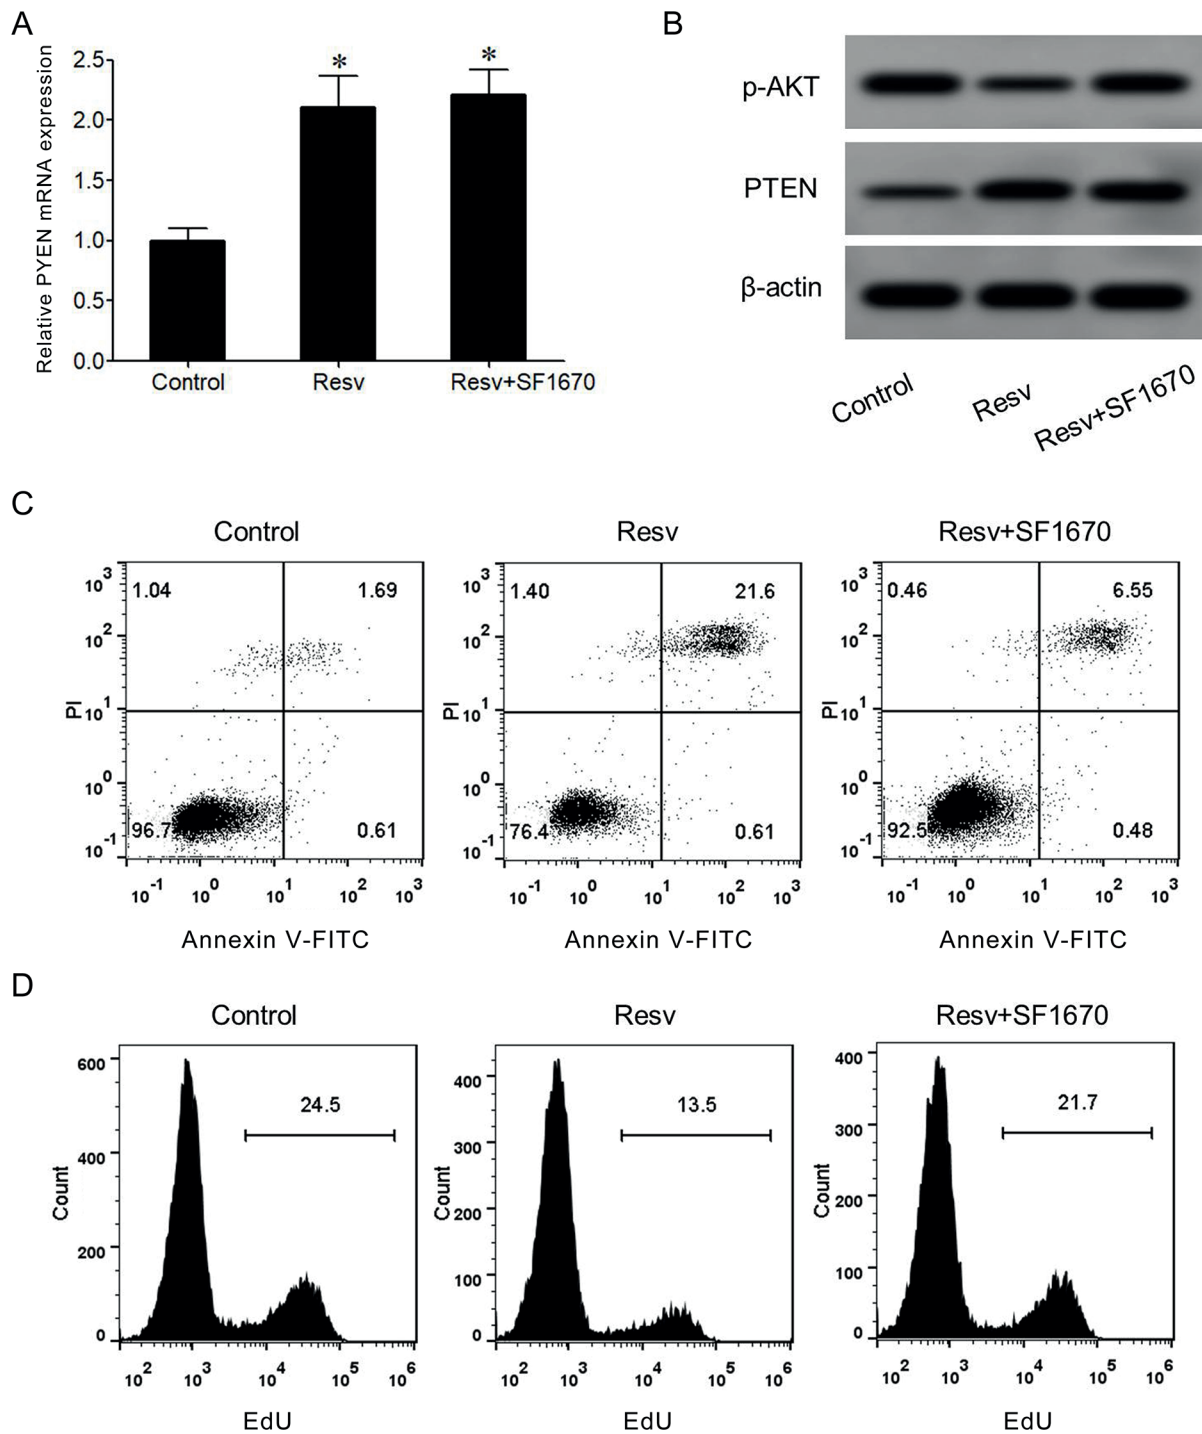 A
Relative PYEN mRNA expression
2.5
2.0
1.5
1.0
0.5
0.0
*
*
Control Resv Resv+SF1670
B
p-AKT
PTEN
β-actin
Control Resv Resv+SF1670
C
Control
PI
10³
10²
10¹
10⁰
10⁻¹
1.04 1.69
96.7 0.61
10⁻¹ 10⁰ 10¹ 10² 10³
Annexin V-FITC
Resv
PI
10³
10²
10¹
10⁰
10⁻¹
1.40 21.6
76.4 0.61
10⁻¹ 10⁰ 10¹ 10² 10³
Annexin V-FITC
Resv+SF1670
PI
10³
10²
10¹
10⁰
10⁻¹
0.46 6.55
92.5 0.48
10⁻¹ 10⁰ 10¹ 10² 10³
Annexin V-FITC
D
Control
Count
600
400
200
0
24.5
10² 10³ 10⁴ 10⁵ 10⁶
EdU
Resv
Count
400
300
200
100
0
13.5
10² 10³ 10⁴ 10⁵ 10⁶
EdU
Resv+SF1670
Count
400
300
200
100
0
21.7
10² 10³ 10⁴ 10⁵ 10⁶
EdU